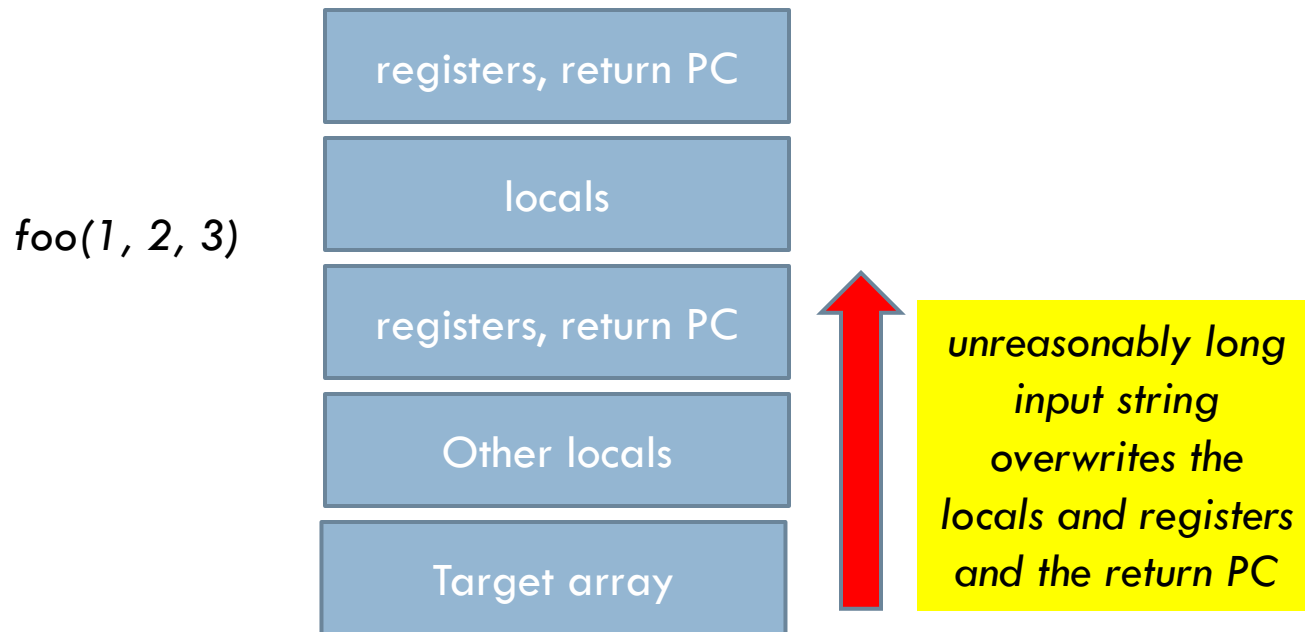 registers, return PC
locals
foo(1, 2, 3)
registers, return PC
Other locals
Target array
unreasonably long
input string
overwrites the
locals and registers
and the return PC